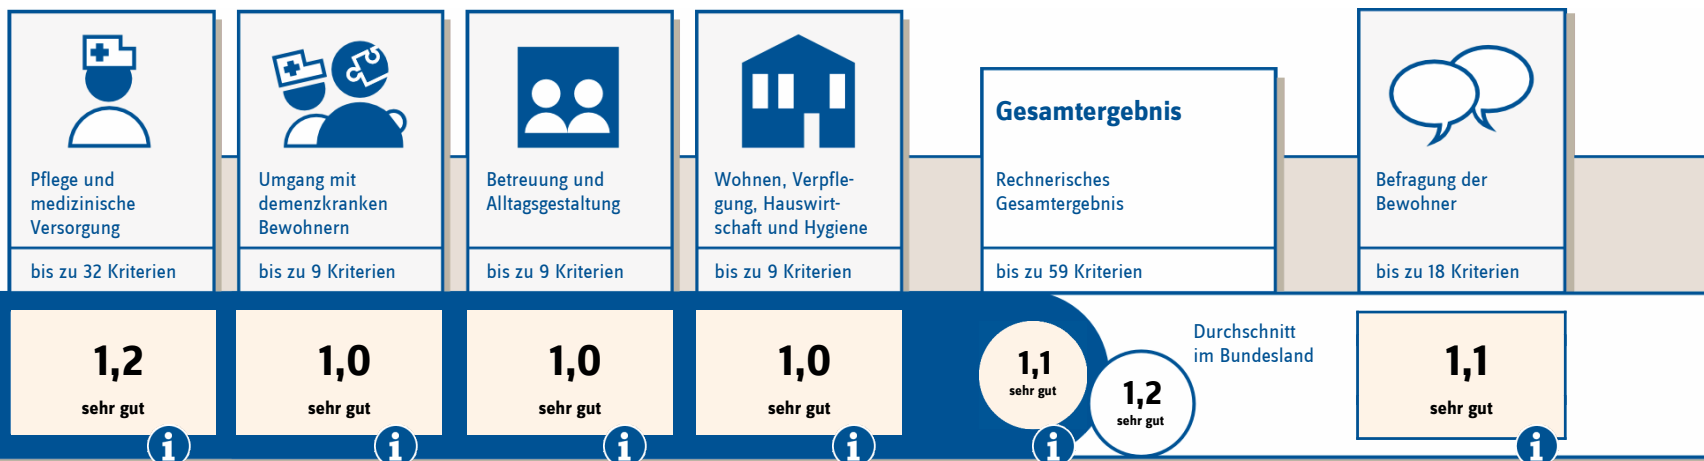 Pflege und
medizinische
Versorgung
bis zu 32 Kriterien
1,2
sehr gut
i
Umgang mit
demenzkranken
Bewohnern
bis zu 9 Kriterien
1,0
sehr gut
i
Betreuung und
Alltagsgestaltung
bis zu 9 Kriterien
1,0
sehr gut
i
Wohnen, Verpfle-
gung, Hauswirt-
schaft und Hygiene
bis zu 9 Kriterien
1,0
sehr gut
i
Gesamtergebnis
Rechnerisches
Gesamtergebnis
bis zu 59 Kriterien
1,1
sehr gut
i
Durchschnitt
im Bundesland
1,2
sehr gut
Befragung der
Bewohner
bis zu 18 Kriterien
1,1
sehr gut
i